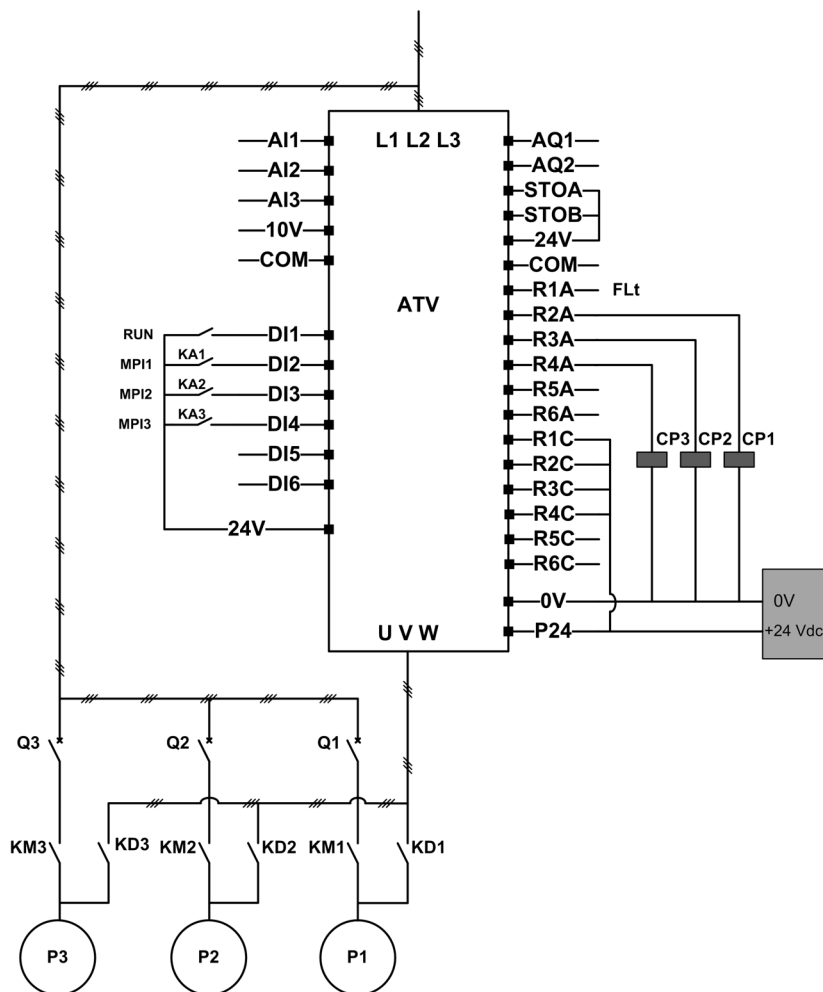 L1 L2 L3
AI1
AI2
AI3
10V
COM
AQ1
AQ2
STOA
STOB
24V
COM
ATV
R1A FLt
R2A
R3A
R4A
R5A
R6A
R1C
R2C
R3C
R4C
R5C
R6C
RUN DI1
MPI1 KA1 DI2
MPI2 KA2 DI3
MPI3 KA3 DI4
DI5
DI6
24V
CP3 CP2 CP1
0V 0V
P24 +24 Vdc
U V W
Q3 Q2 Q1
KM3 KD3 KM2 KD2 KM1 KD1
P3 P2 P1